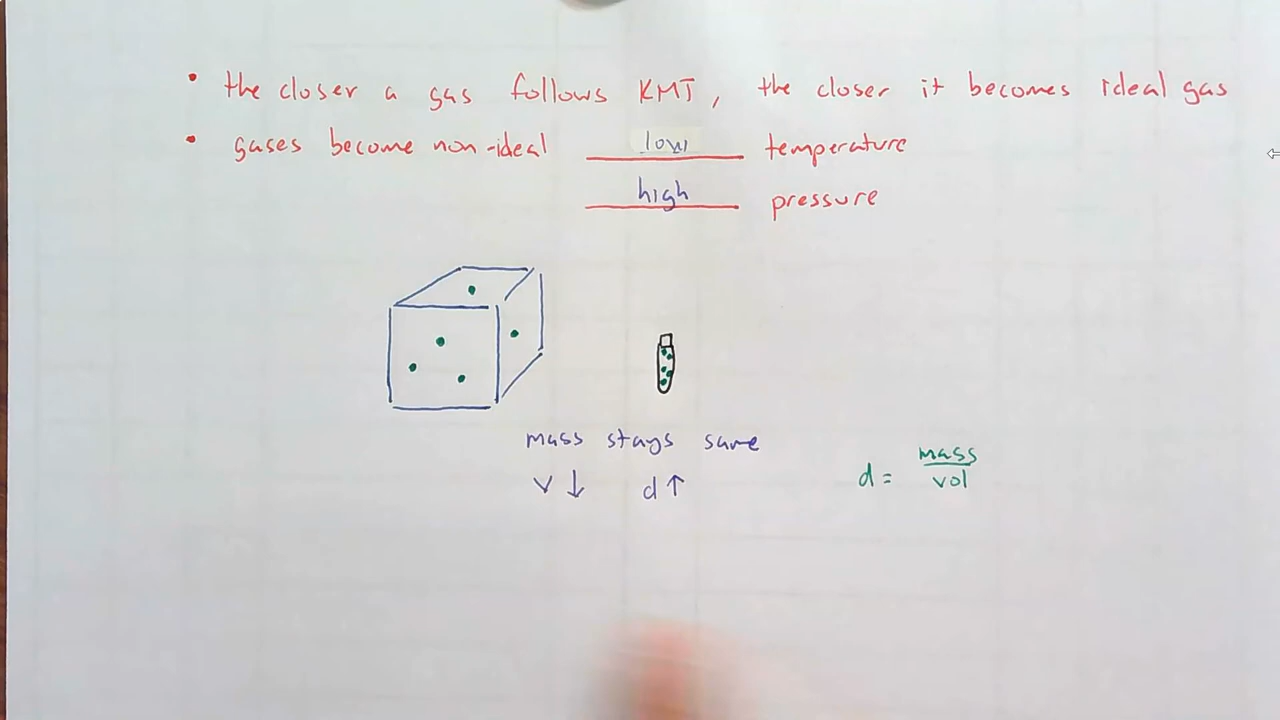 • the closer a gas follows KMT, the closer it becomes ideal gas
• gases become non-ideal low temperature
high pressure
mass stays same
V ↓ d ↑
d = mass / vol